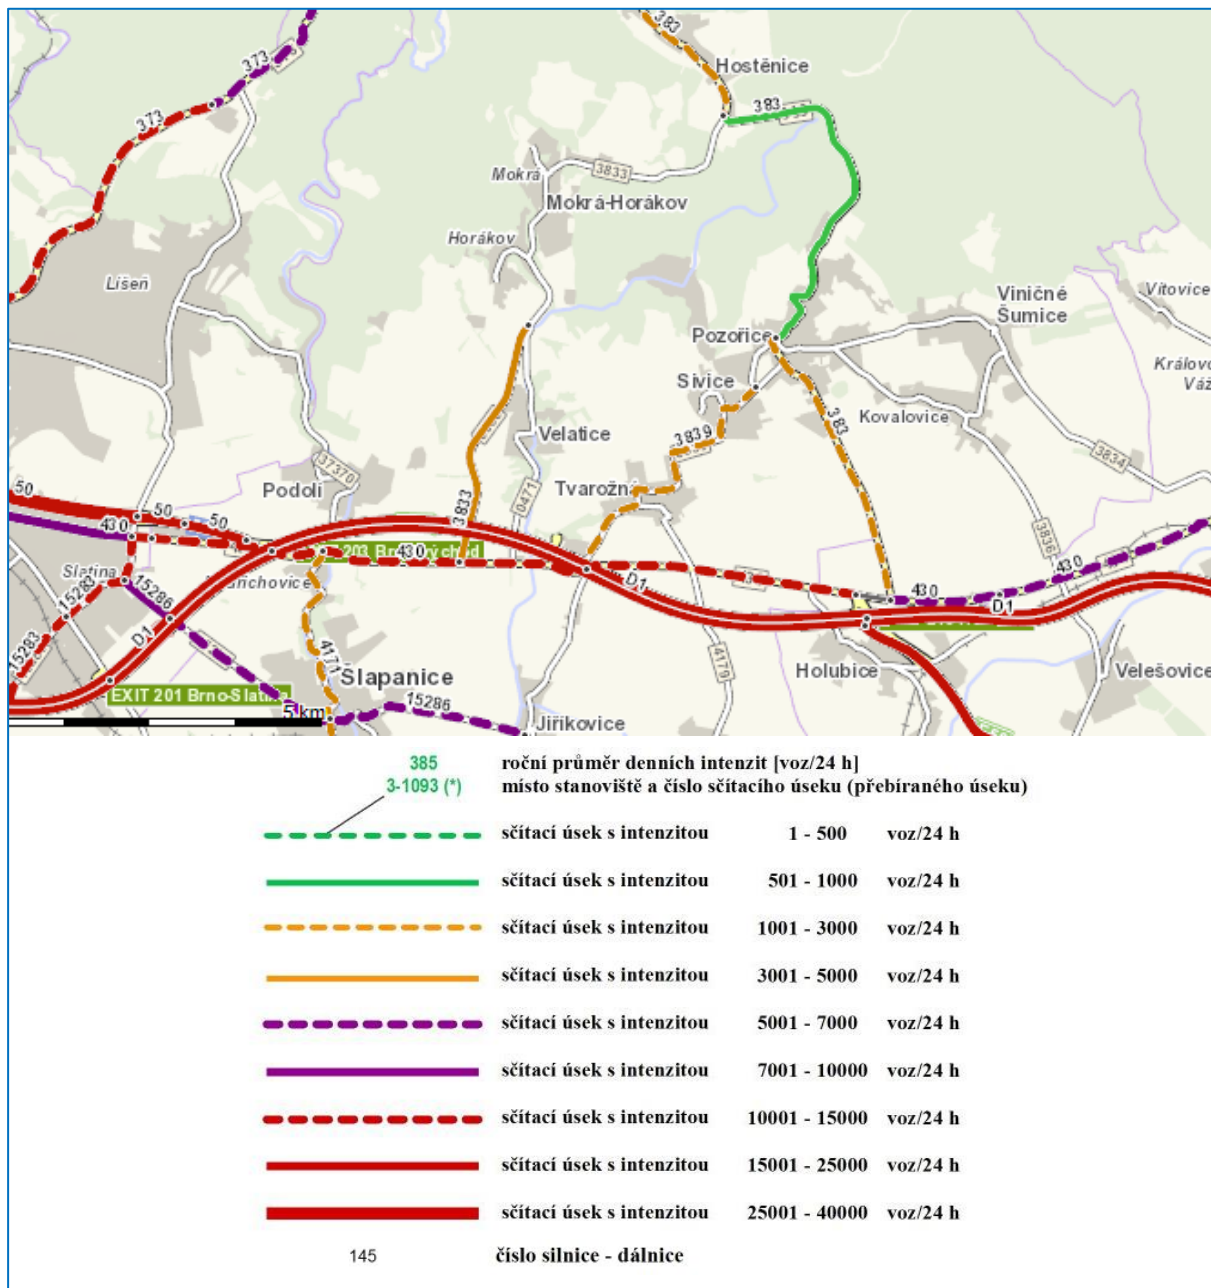 383
Hostěnice
373
383
373
3833
Mokrá
Mokrá-Horákov
Horákov
Líšeň
Viničné
Šumice
Vítovice
Pozořice
Sivice
Kovalovice
383
3839
Velatice
3834
37370
Podolí
Tvarožná
0471
3833
50
50
50
430
430
3836
430
430
Slatina
15283
15286
15283
D1
D1
D1
4171
4179
Šlapanice
Holubice
Velešovice
EXIT 201 Brno-Slatina
5 km
15286
Jiříkovice
385 roční průměr denních intenzit [voz/24 h]
3-1093 (*) místo stanoviště a číslo sčítacího úseku (přebíraného úseku)
sčítací úsek s intenzitou 1 - 500 voz/24 h
sčítací úsek s intenzitou 501 - 1000 voz/24 h
sčítací úsek s intenzitou 1001 - 3000 voz/24 h
sčítací úsek s intenzitou 3001 - 5000 voz/24 h
sčítací úsek s intenzitou 5001 - 7000 voz/24 h
sčítací úsek s intenzitou 7001 - 10000 voz/24 h
sčítací úsek s intenzitou 10001 - 15000 voz/24 h
sčítací úsek s intenzitou 15001 - 25000 voz/24 h
sčítací úsek s intenzitou 25001 - 40000 voz/24 h
145 číslo silnice - dálnice